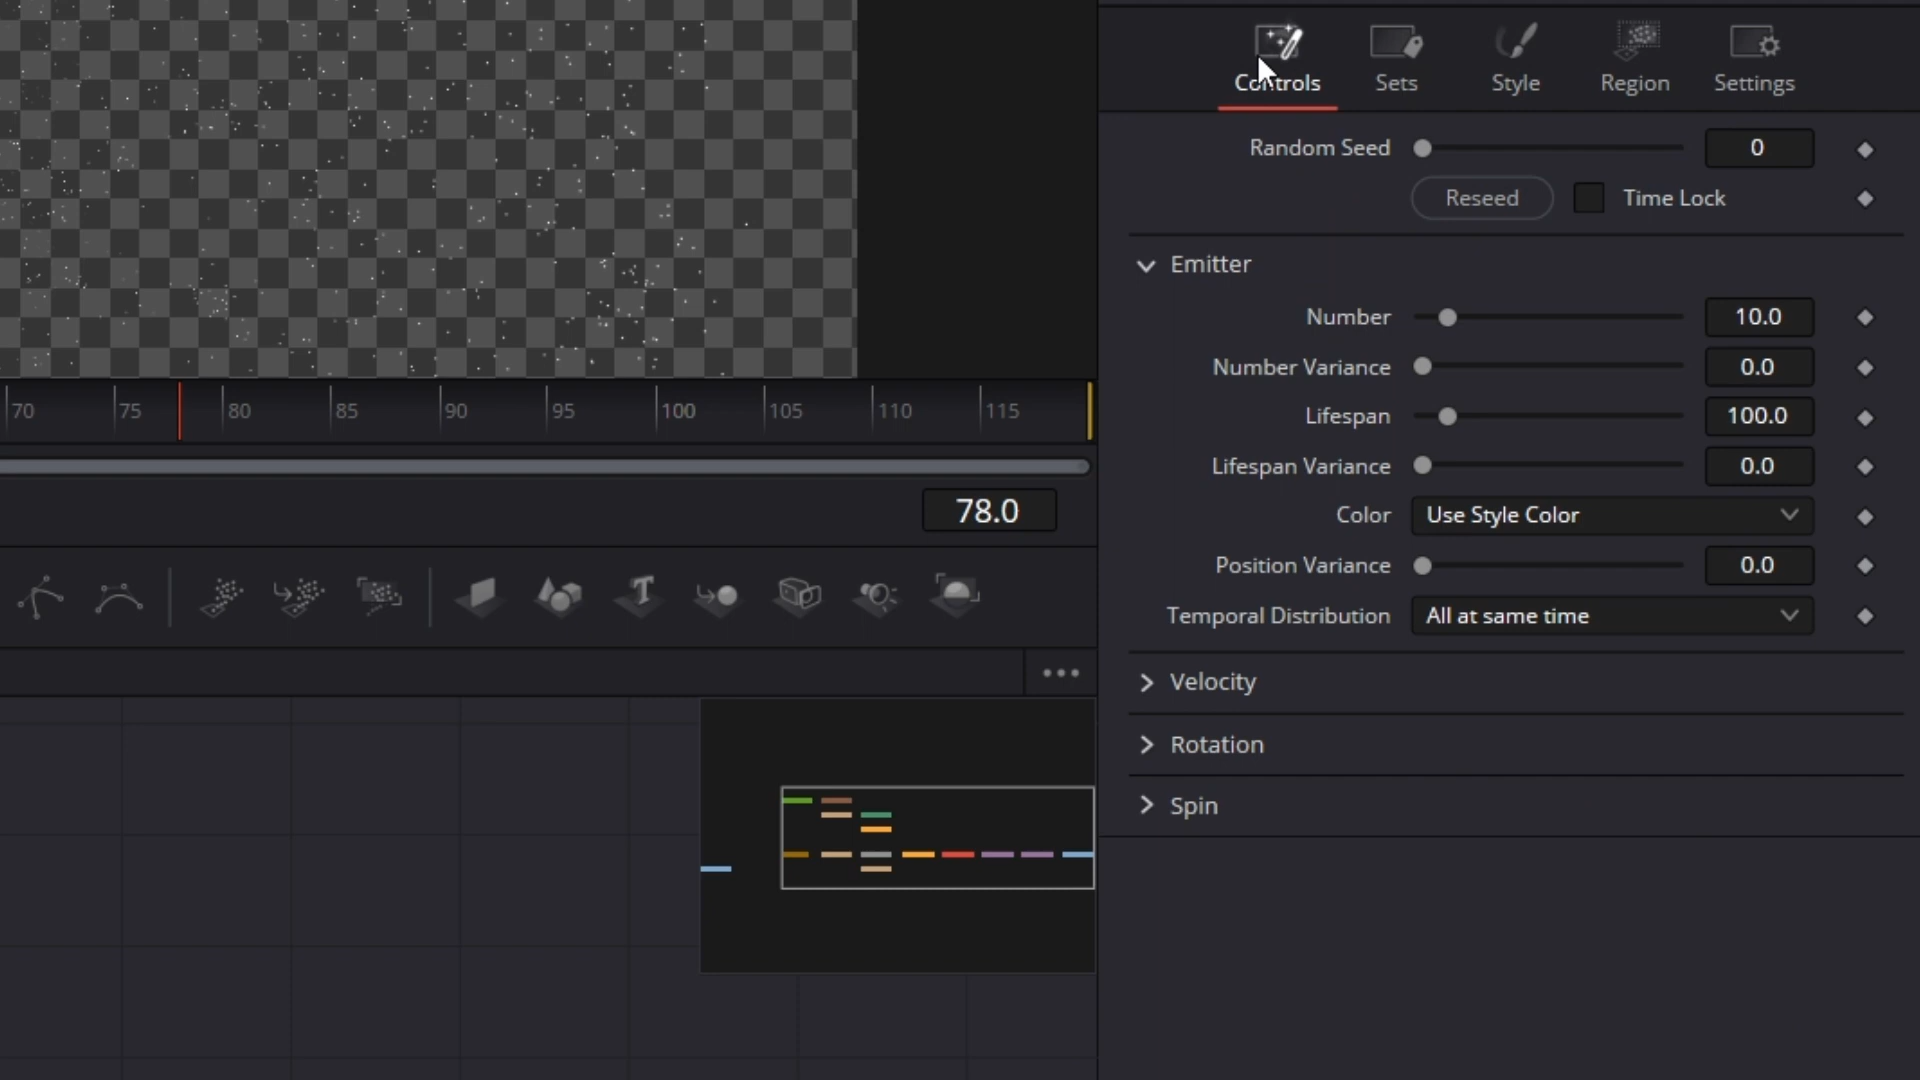 Controls
Sets
Style
Region
Settings
Random Seed 0
Reseed Time Lock
Emitter
Number 10.0
Number Variance 0.0
Lifespan 100.0
Lifespan Variance 0.0
Color Use Style Color
Position Variance 0.0
Temporal Distribution All at same time
Velocity
Rotation
Spin
70 75 80 85 90 95 100 105 110 115
78.0
T